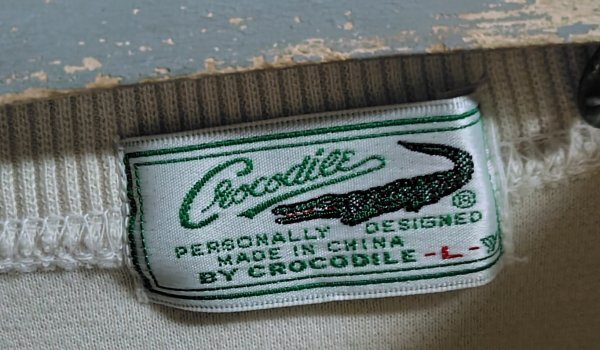 Crocodile ®
PERSONALLY DESIGNED
MADE IN CHINA
BY CROCODILE -L-